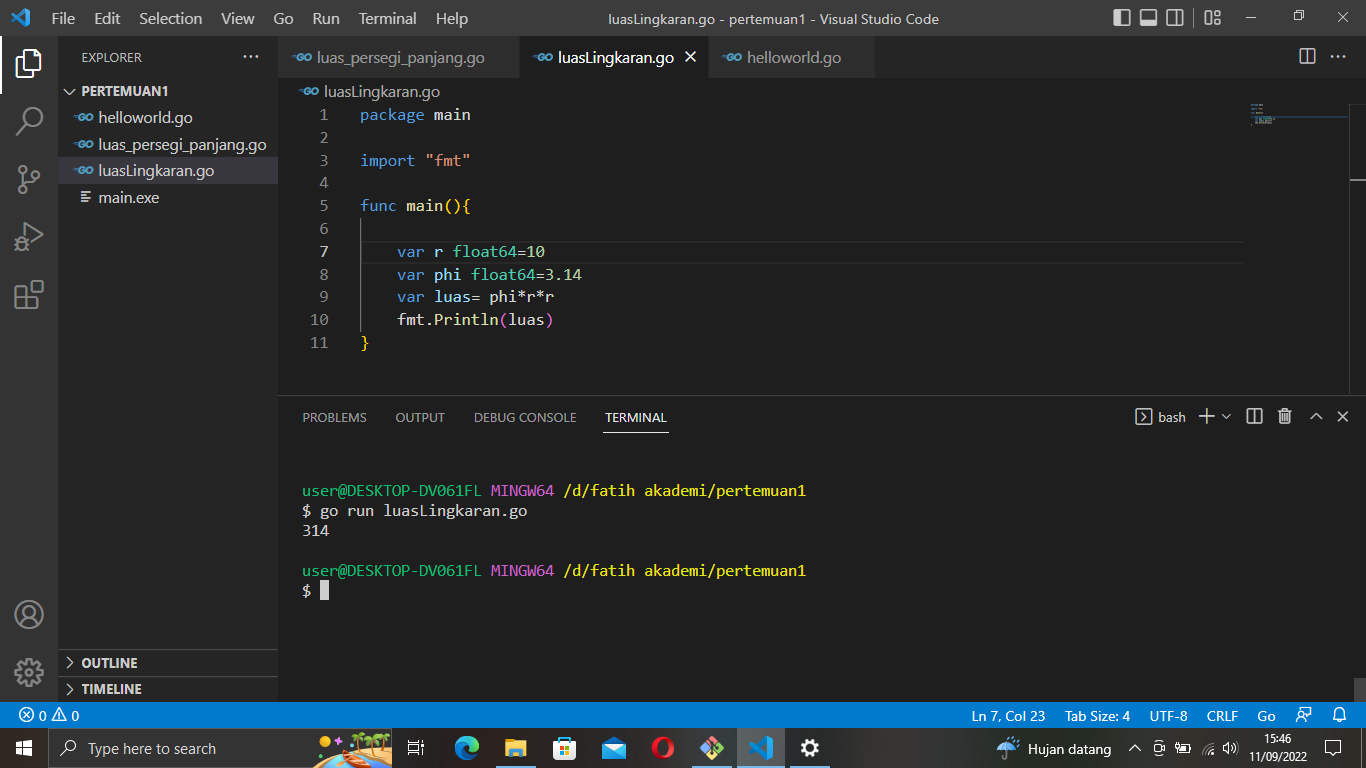 File Edit Selection View Go Run Terminal Help luasLingkaran.go - pertemuan1 - Visual Studio Code
EXPLORER
PERTEMUAN1
helloworld.go
luas_persegi_panjang.go
luasLingkaran.go
main.exe
OUTLINE
TIMELINE
GO luas_persegi_panjang.go GO luasLingkaran.go GO helloworld.go
GO luasLingkaran.go
1 package main
2
3 import "fmt"
4
5 func main(){
6
7 var r float64=10
8 var phi float64=3.14
9 var luas= phi*r*r
10 fmt.Println(luas)
11 }
PROBLEMS OUTPUT DEBUG CONSOLE TERMINAL bash
user@DESKTOP-DV061FL MINGW64 /d/fatih akademi/pertemuan1
$ go run luasLingkaran.go
314
user@DESKTOP-DV061FL MINGW64 /d/fatih akademi/pertemuan1
$
0 0 Ln 7, Col 23 Tab Size: 4 UTF-8 CRLF Go
Type here to search Hujan datang 15:46
11/09/2022